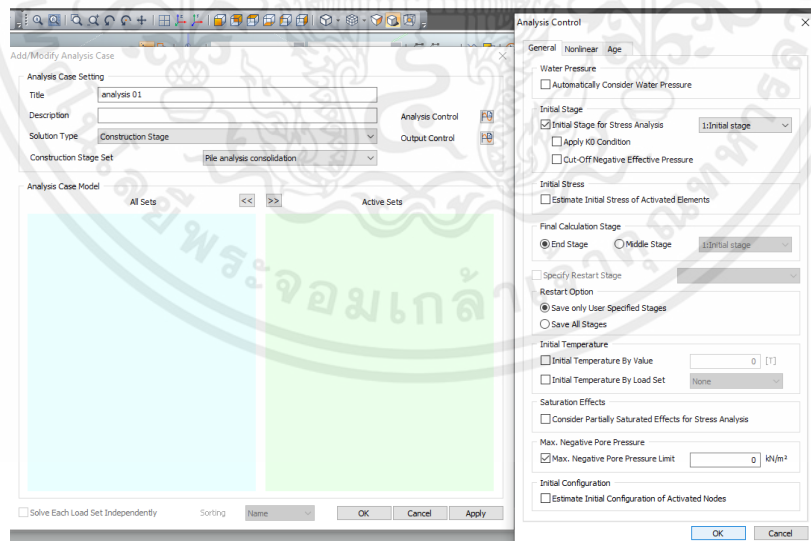 Add/Modify Analysis Case
Analysis Case Setting
Title
analysis 01
Description
Analysis Control
Solution Type
Construction Stage
Output Control
Construction Stage Set
Pile analysis consolidation
Analysis Case Model
All Sets
<<
>>
Active Sets
Solve Each Load Set Independently
Sorting
Name
OK
Cancel
Apply
Analysis Control
General
Nonlinear
Age
Water Pressure
Automatically Consider Water Pressure
Initial Stage
Initial Stage for Stress Analysis
1:Initial stage
Apply K0 Condition
Cut-Off Negative Effective Pressure
Initial Stress
Estimate Initial Stress of Activated Elements
Final Calculation Stage
End Stage
Middle Stage
1:Initial stage
Specify Restart Stage
Restart Option
Save only User Specified Stages
Save All Stages
Initial Temperature
Initial Temperature By Value
0 [T]
Initial Temperature By Load Set
None
Saturation Effects
Consider Partially Saturated Effects for Stress Analysis
Max. Negative Pore Pressure
Max. Negative Pore Pressure Limit
0 kN/m²
Initial Configuration
Estimate Initial Configuration of Activated Nodes
OK
Cancel